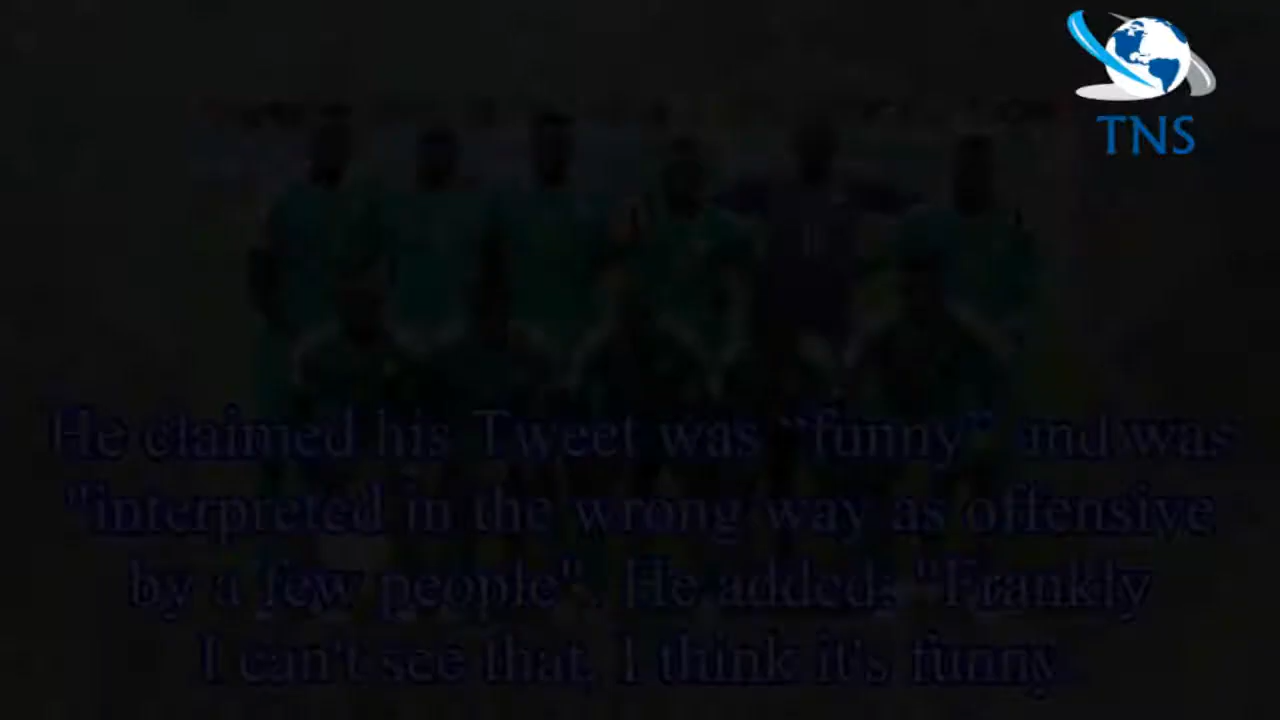 TNS
He claimed his Tweet was “funny” and was
"interpreted in the wrong way as offensive
by a few people". He added: "Frankly
I can't see that, I think it's funny.